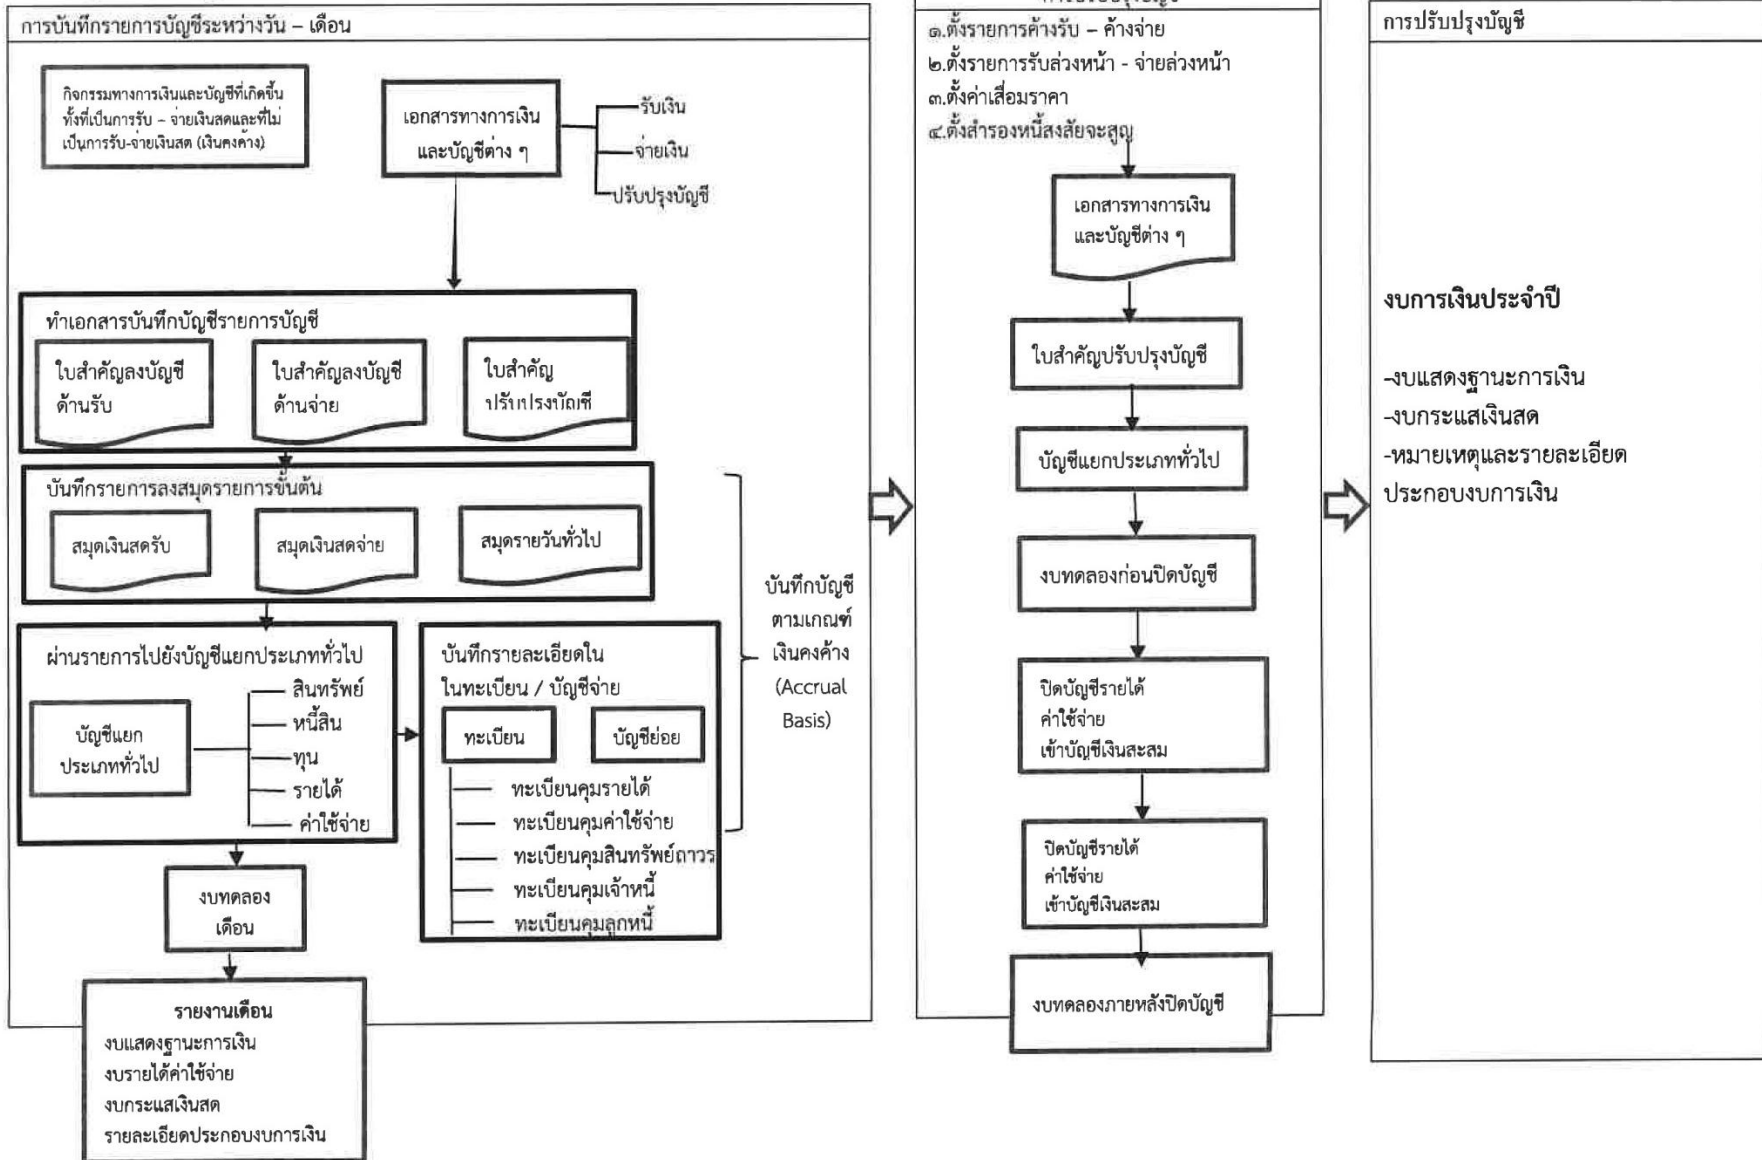 การบันทึกรายการบัญชีระหว่างวัน – เดือน
กิจกรรมทางการเงินและบัญชีที่เกิดขึ้น
ทั้งที่เป็นการรับ – จ่ายเงินสดและที่ไม่
เป็นการรับ-จ่ายเงินสด (เงินคงค้าง)
เอกสารทางการเงิน
และบัญชีต่าง ๆ
รับเงิน
จ่ายเงิน
ปรับปรุงบัญชี
ทำเอกสารบันทึกบัญชีรายการบัญชี
ใบสำคัญลงบัญชี
ด้านรับ
ใบสำคัญลงบัญชี
ด้านจ่าย
ใบสำคัญ
ปรับปรุงบัญชี
บันทึกรายการลงสมุดรายการขั้นต้น
สมุดเงินสดรับ
สมุดเงินสดจ่าย
สมุดรายวันทั่วไป
ผ่านรายการไปยังบัญชีแยกประเภททั่วไป
บัญชีแยก
ประเภททั่วไป
สินทรัพย์
หนี้สิน
ทุน
รายได้
ค่าใช้จ่าย
บันทึกรายละเอียดใน
ในทะเบียน / บัญชีจ่าย
ทะเบียน
บัญชีย่อย
ทะเบียนคุมรายได้
ทะเบียนคุมค่าใช้จ่าย
ทะเบียนคุมสินทรัพย์ถาวร
ทะเบียนคุมเจ้าหนี้
ทะเบียนคุมลูกหนี้
บันทึกบัญชี
ตามเกณฑ์
เงินคงค้าง
(Accrual
Basis)
งบทดลอง
เดือน
รายงานเดือน
งบแสดงฐานะการเงิน
งบรายได้ค่าใช้จ่าย
งบกระแสเงินสด
รายละเอียดประกอบงบการเงิน
๑.ตั้งรายการค้างรับ – ค้างจ่าย
๒.ตั้งรายการรับล่วงหน้า - จ่ายล่วงหน้า
๓.ตั้งค่าเสื่อมราคา
๔.ตั้งสำรองหนี้สงสัยจะสูญ
เอกสารทางการเงิน
และบัญชีต่าง ๆ
ใบสำคัญปรับปรุงบัญชี
บัญชีแยกประเภททั่วไป
งบทดลองก่อนปิดบัญชี
ปิดบัญชีรายได้
ค่าใช้จ่าย
เข้าบัญชีเงินสะสม
ปิดบัญชีรายได้
ค่าใช้จ่าย
เข้าบัญชีเงินสะสม
งบทดลองภายหลังปิดบัญชี
การปรับปรุงบัญชี
งบการเงินประจำปี
-งบแสดงฐานะการเงิน
-งบกระแสเงินสด
-หมายเหตุและรายละเอียด
ประกอบงบการเงิน